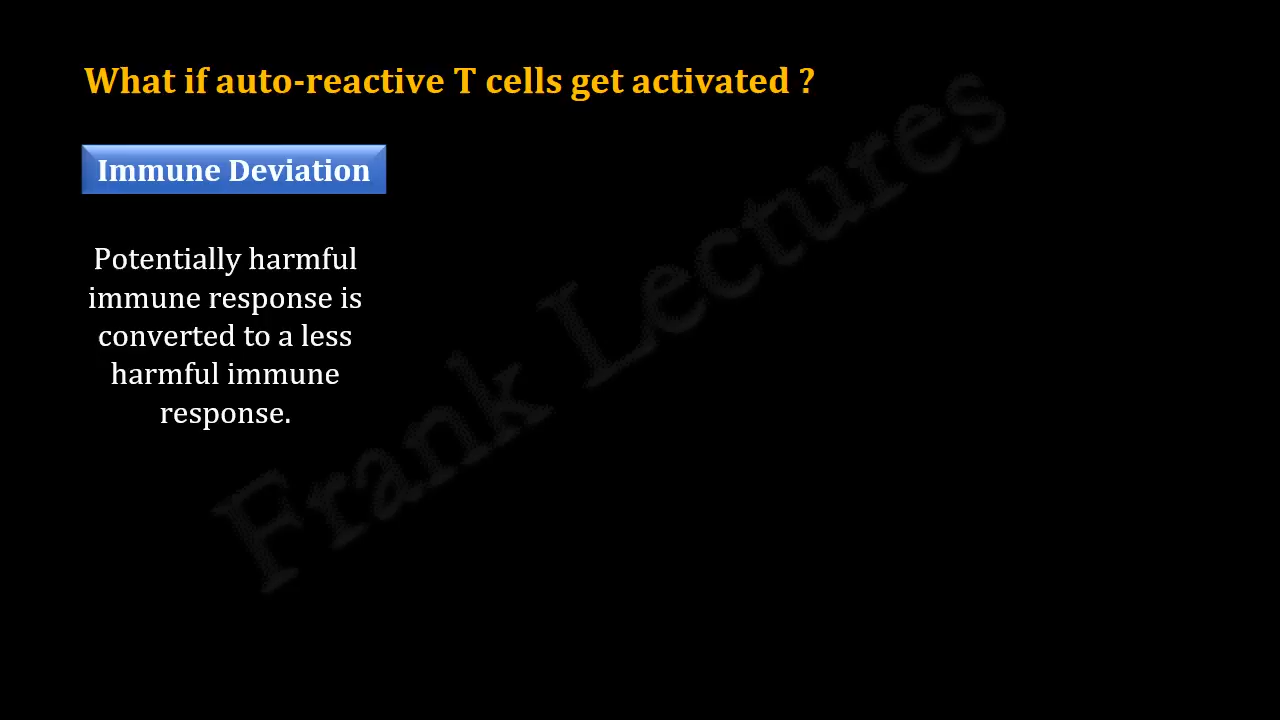 What if auto-reactive T cells get activated ?
Immune Deviation
Potentially harmful
immune response is
converted to a less
harmful immune
response.
Frank Lectures